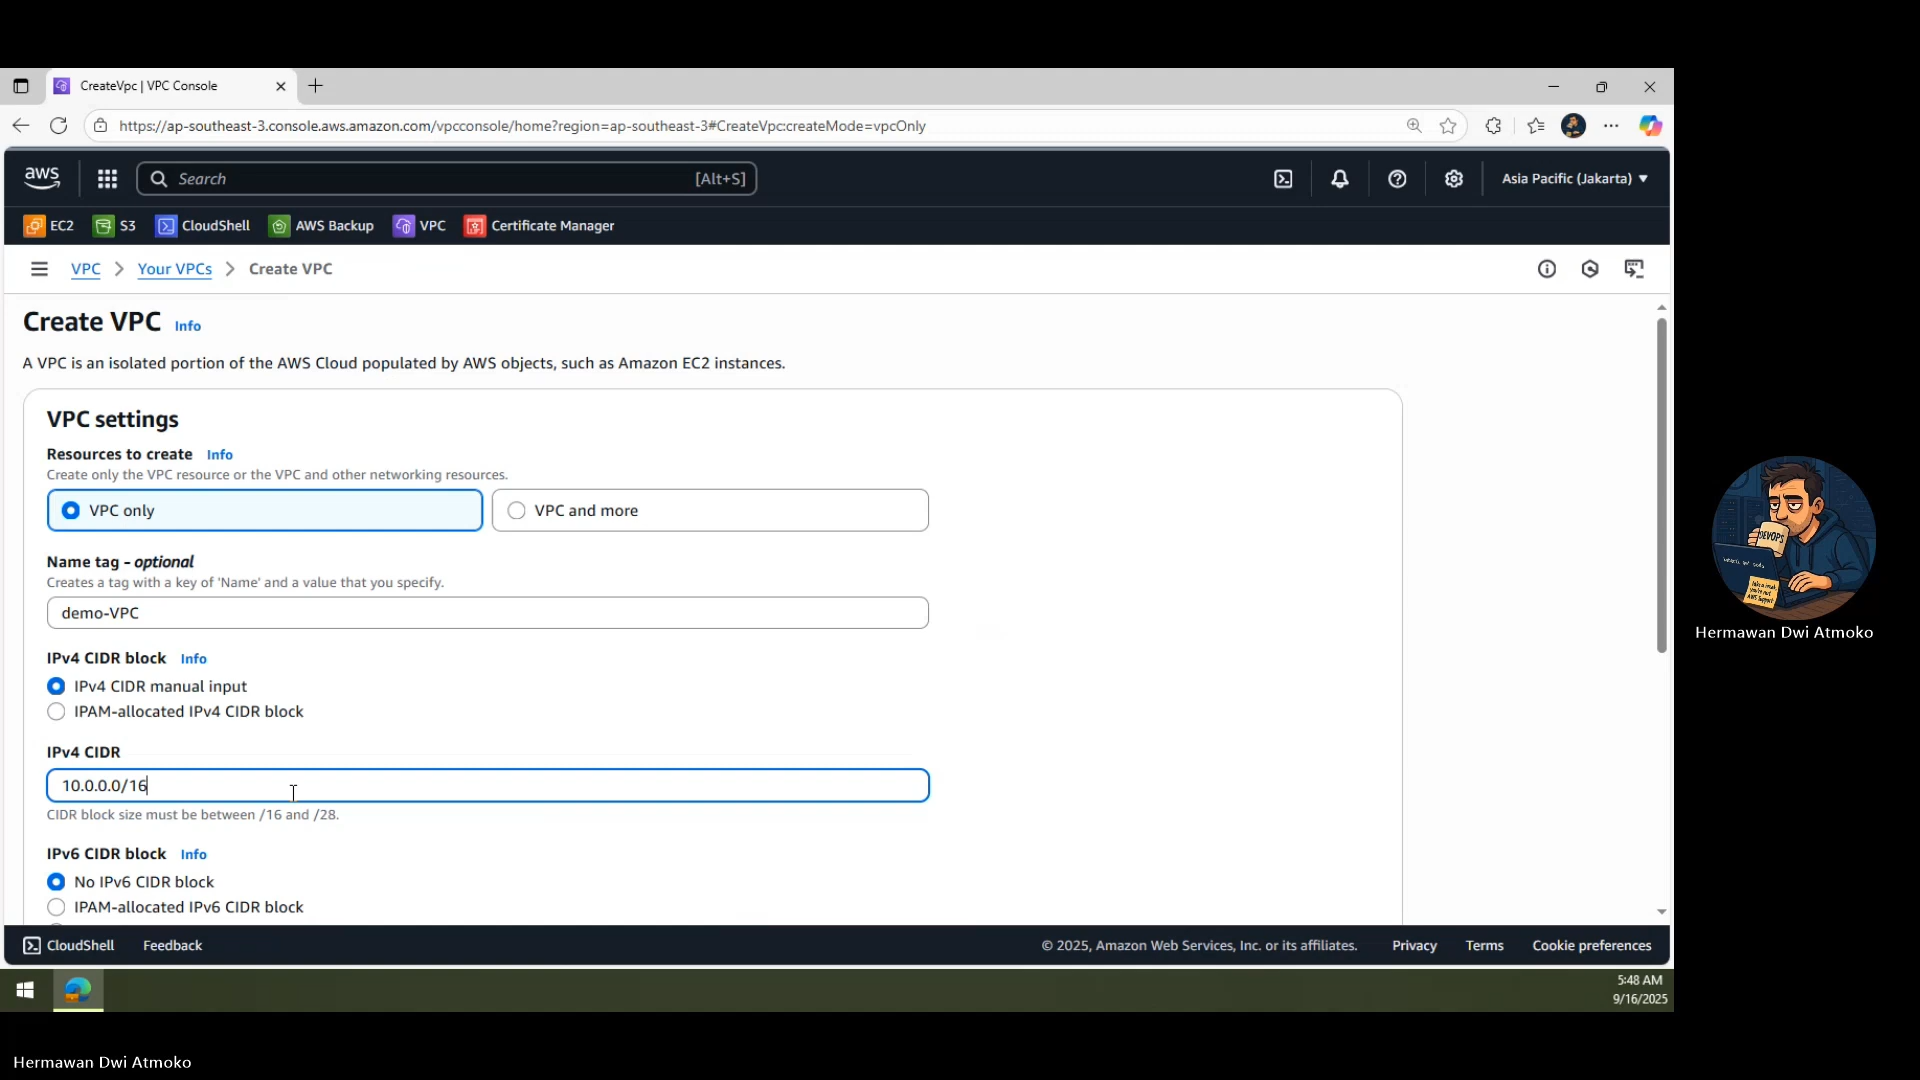 CreateVpc | VPC Console
https://ap-southeast-3.console.aws.amazon.com/vpcconsole/home?region=ap-southeast-3#CreateVpc:createMode=vpcOnly
aws
Search
[Alt+S]
Asia Pacific (Jakarta)
EC2
S3
CloudShell
AWS Backup
VPC
Certificate Manager
VPC
Your VPCs
Create VPC
Create VPC Info
A VPC is an isolated portion of the AWS Cloud populated by AWS objects, such as Amazon EC2 instances.
VPC settings
Resources to create Info
Create only the VPC resource or the VPC and other networking resources.
VPC only
VPC and more
Name tag - optional
Creates a tag with a key of 'Name' and a value that you specify.
demo-VPC
IPv4 CIDR block Info
IPv4 CIDR manual input
IPAM-allocated IPv4 CIDR block
IPv4 CIDR
10.0.0.0/16
CIDR block size must be between /16 and /28.
IPv6 CIDR block Info
No IPv6 CIDR block
IPAM-allocated IPv6 CIDR block
CloudShell
Feedback
© 2025, Amazon Web Services, Inc. or its affiliates.
Privacy
Terms
Cookie preferences
5:48 AM
9/16/2025
DEVOPS
Hermawan Dwi Atmoko
Hermawan Dwi Atmoko